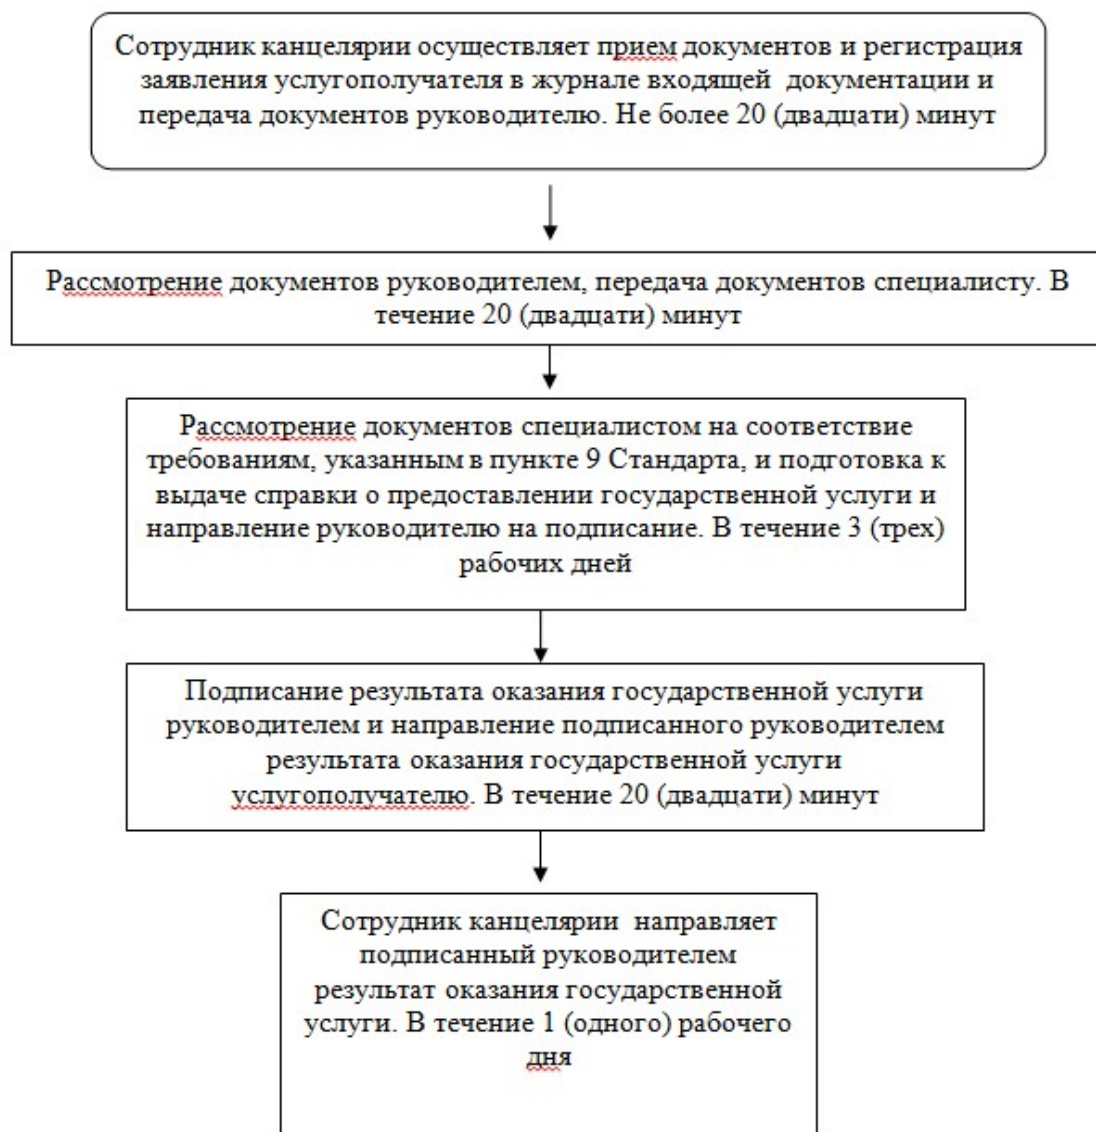 Сотрудник канцелярии осуществляет прием документов и регистрация
заявления услугополучателя в журнале входящей документации и
передача документов руководителю. Не более 20 (двадцати) минут
Рассмотрение документов руководителем, передача документов специалисту. В
течение 20 (двадцати) минут
Рассмотрение документов специалистом на соответствие
требованиям, указанным в пункте 9 Стандарта, и подготовка к
выдаче справки о предоставлении государственной услуги и
направление руководителю на подписание. В течение 3 (трех)
рабочих дней
Подписание результата оказания государственной услуги
руководителем и направление подписанного руководителем
результата оказания государственной услуги
услугополучателю. В течение 20 (двадцати) минут
Сотрудник канцелярии направляет
подписанный руководителем
результат оказания государственной
услуги. В течение 1 (одного) рабочего
дня